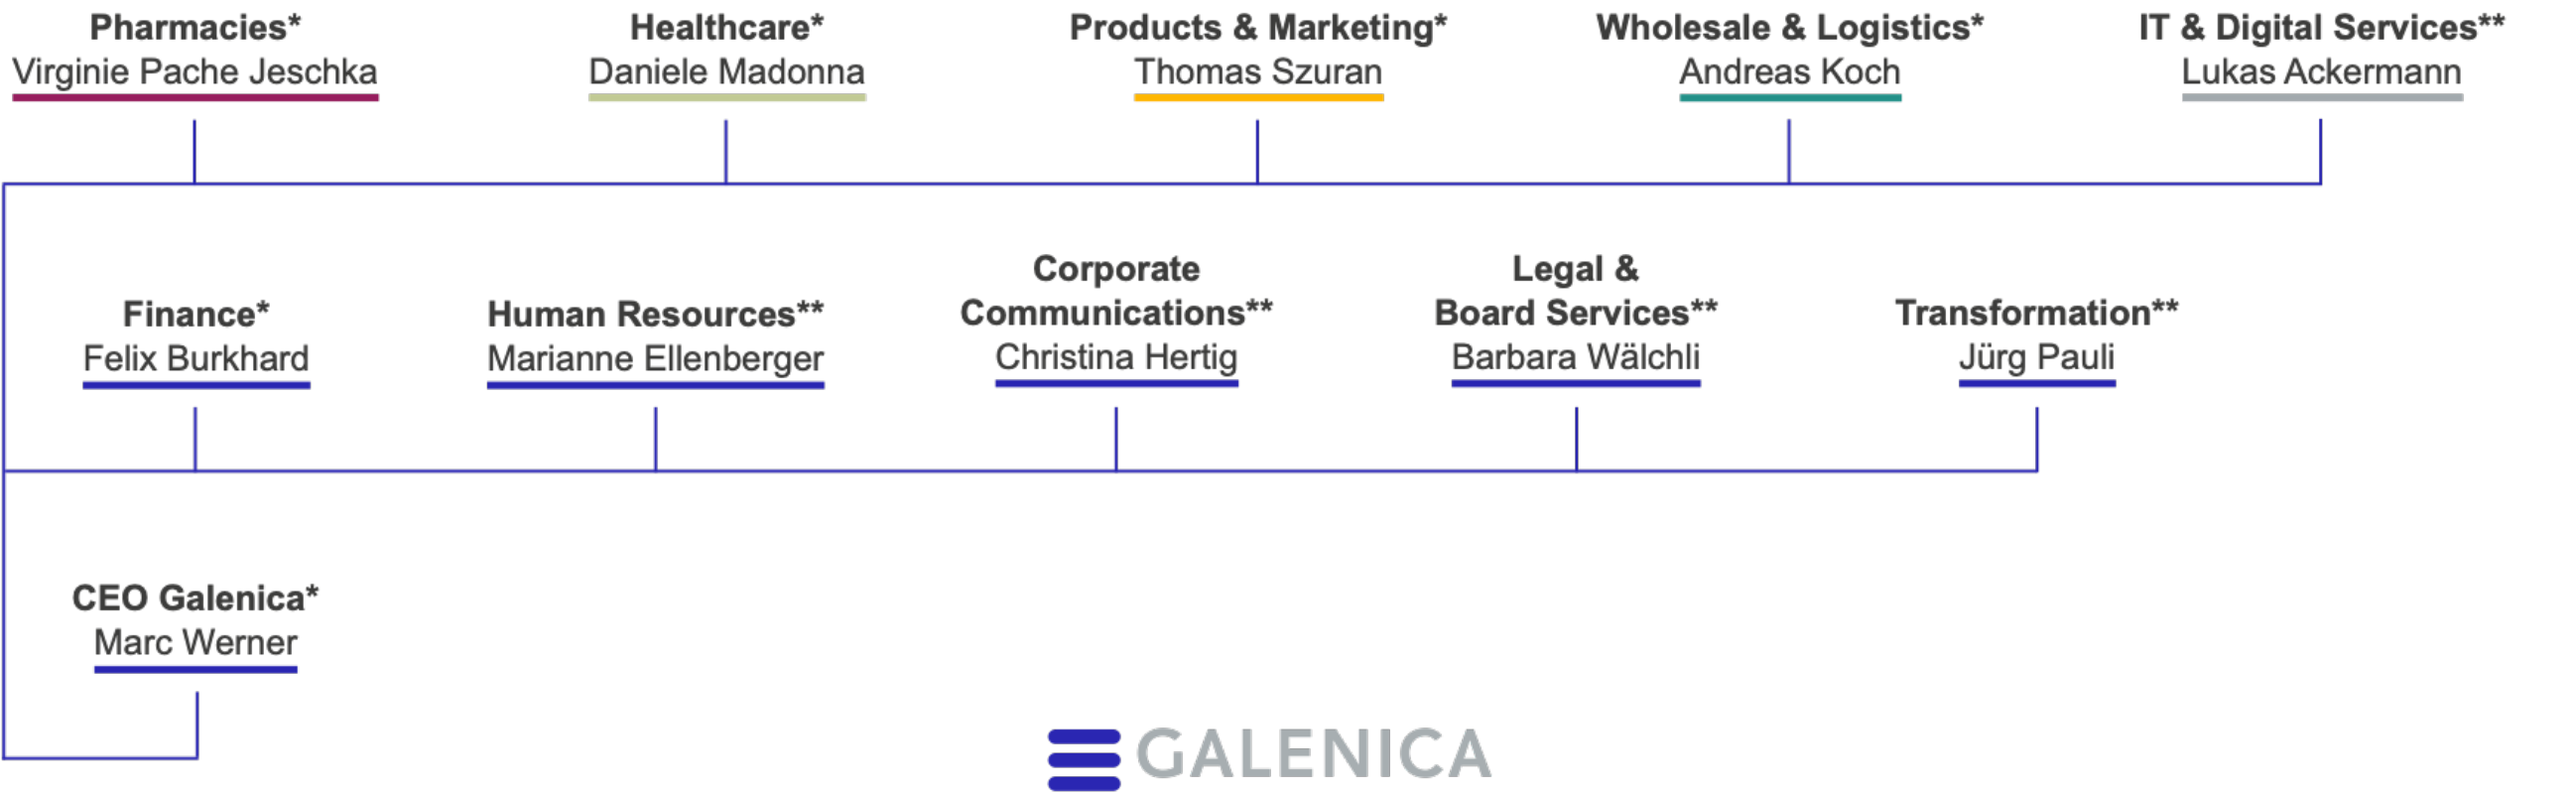 Pharmacies*
Virginie Pache Jeschka
Healthcare*
Daniele Madonna
Products & Marketing*
Thomas Szuran
Wholesale & Logistics*
Andreas Koch
IT & Digital Services**
Lukas Ackermann
Finance*
Felix Burkhard
Human Resources**
Marianne Ellenberger
Corporate
Communications**
Christina Hertig
Legal &
Board Services**
Barbara Wälchli
Transformation**
Jürg Pauli
CEO Galenica*
Marc Werner
GALENICA